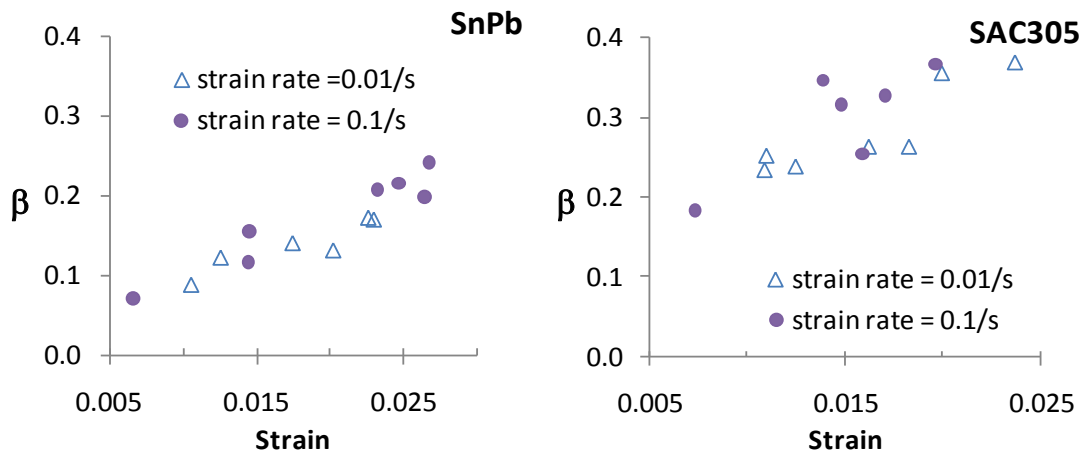 SnPb
0.4
0.3
0.2
0.1
0.0
β
strain rate =0.01/s
strain rate = 0.1/s
0.005
0.015
0.025
Strain
SAC305
0.4
0.3
0.2
0.1
0.0
β
strain rate = 0.01/s
strain rate = 0.1/s
0.005
0.015
0.025
Strain